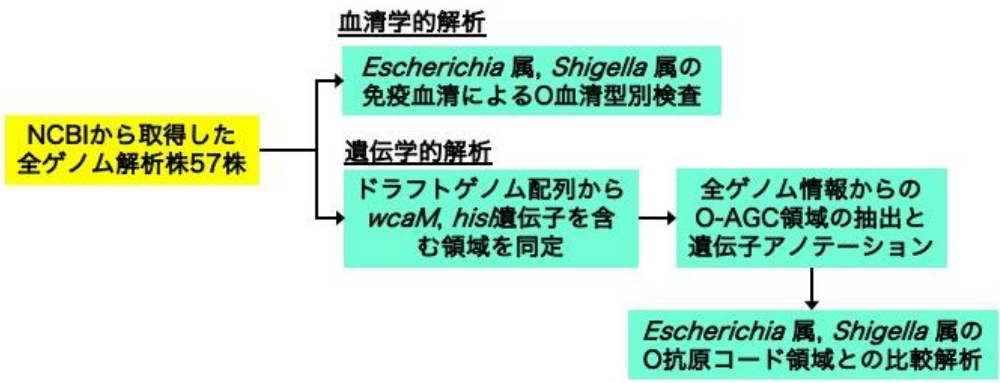 血清学的解析
Escherichia 属, Shigella 属の
免疫血清によるO血清型別検査
NCBIから取得した
全ゲノム解析株57株
遺伝学的解析
ドラフトゲノム配列から
wcaM, hisI遺伝子を含
む領域を同定
全ゲノム情報からの
O-AGC領域の抽出と
遺伝子アノテーション
Escherichia 属, Shigella 属の
O抗原コード領域との比較解析